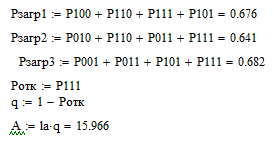 Pзагр1 := P100 + P110 + P111 + P101 = 0.676
Pзагр2 := P010 + P110 + P011 + P111 = 0.641
Pзагр3 := P001 + P011 + P101 + P111 = 0.682
Pотк := P111
q := 1 − Pотк
A := la·q = 15.966